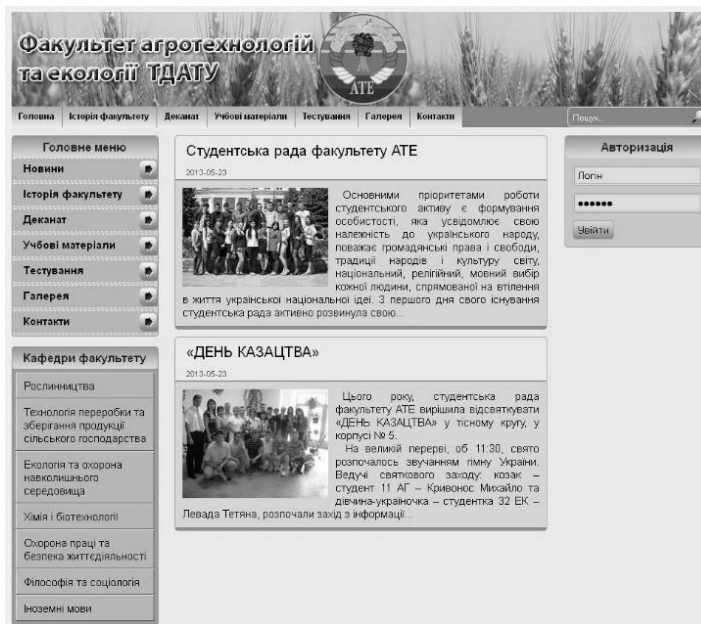 Факультет агротехнологій
та екології ТДАТУ
АТЕ
Головна Історія факультету Деканат Учбові матеріали Тестування Галерея Контакти Пошук...
Головне меню
Новини
Історія факультету
Деканат
Учбові матеріали
Тестування
Галерея
Контакти
Кафедри факультету
Рослинництва
Технологія переробки та
зберігання продукції
сільського господарства
Екологія та охорона
навколишнього
середовища
Хімія і біотехнології
Охорона праці та
безпека життєдіяльності
Філософія та соціологія
Іноземні мови
Студентська рада факультету АТЕ
2013-05-23
Основними пріоритетами роботи
студентського активу є формування
особистості, яка усвідомлює свою
належність до українського народу,
поважає громадянські права і свободи,
традиції народів і культуру світу,
національний, релігійний, мовний вибір
кожної людини, спрямованої на втілення
в життя української національної ідеї. З першого дня свого існування
студентська рада активно розвинула свою...
«ДЕНЬ КАЗАЦТВА»
2013-05-23
Цього року, студентська рада
факультету АТЕ вирішила відсвяткувати
«ДЕНЬ КАЗАЦТВА» у тісному кругу, у
корпусі № 5.
На великій перерві, об 11:30, свято
розпочалось звучанням гімну України.
Ведучі святкового заходу: козак –
студент 11 АГ – Кривонос Михайло та
дівчина-україночка – студентка 32 ЕК –
Левада Тетяна, розпочали захід з інформації...
Авторизація
Логін
••••••
Увійти